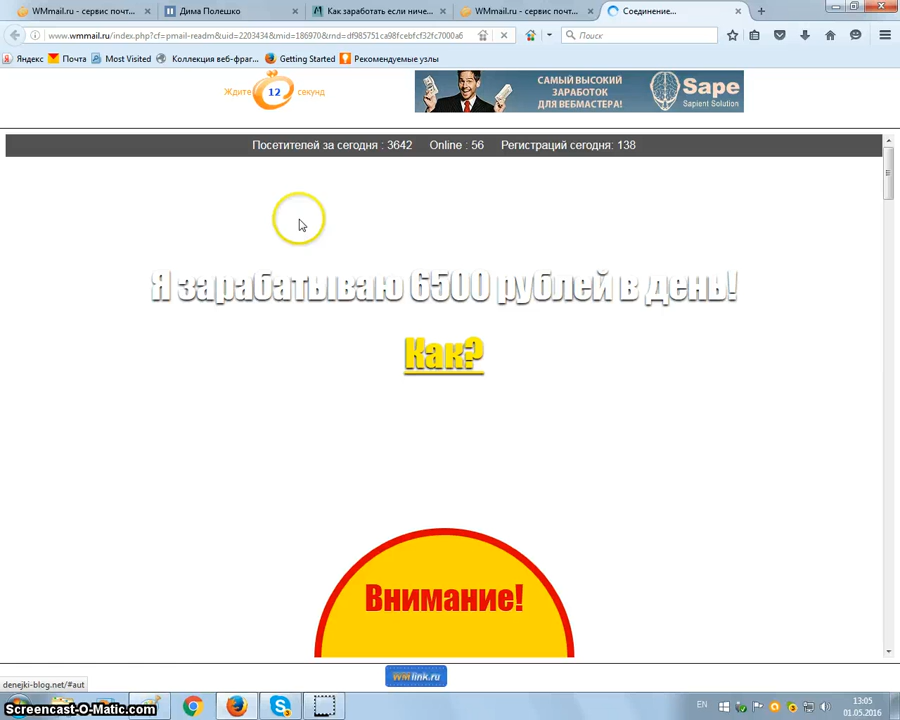 WMmail.ru - сервис почт...
Дима Полешко
Как заработать если ниче...
WMmail.ru - сервис почт...
Соединение...
www.wmmail.ru/index.php?cf=pmail-readm&uid=2203434&mid=186970&rnd=df985751ca98fcebfcf32fc7000a6
Поиск
Яндекс
Почта
Most Visited
Коллекция веб-фраг...
Getting Started
Рекомендуемые узлы
Ждите 12 секунд
САМЫЙ ВЫСОКИЙ
ЗАРАБОТОК
ДЛЯ ВЕБМАСТЕРА!
Sape
Sapient Solution
Посетителей за сегодня : 3642 Online : 56 Регистраций сегодня: 138
Я зарабатываю 6500 рублей в день!
Как?
Внимание!
WMlink.ru
denejki-blog.net/#aut
Screencast-O-Matic.com
EN
13:05
01.05.2016